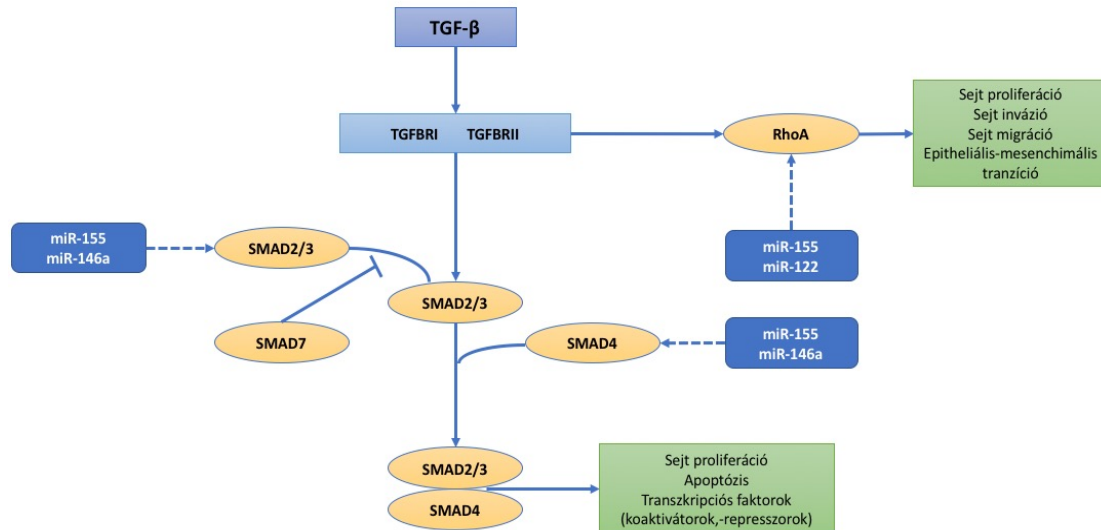 TGF-β
TGFBRI TGFBRII
RhoA
Sejt proliferáció
Sejt invázió
Sejt migráció
Epitheliális-mesenchimális
tranzíció
miR-155
miR-146a
SMAD2/3
miR-155
miR-122
SMAD2/3
SMAD7
SMAD4
miR-155
miR-146a
SMAD2/3
SMAD4
Sejt proliferáció
Apoptózis
Transzkripciós faktorok
(koaktivátorok,-represszorok)